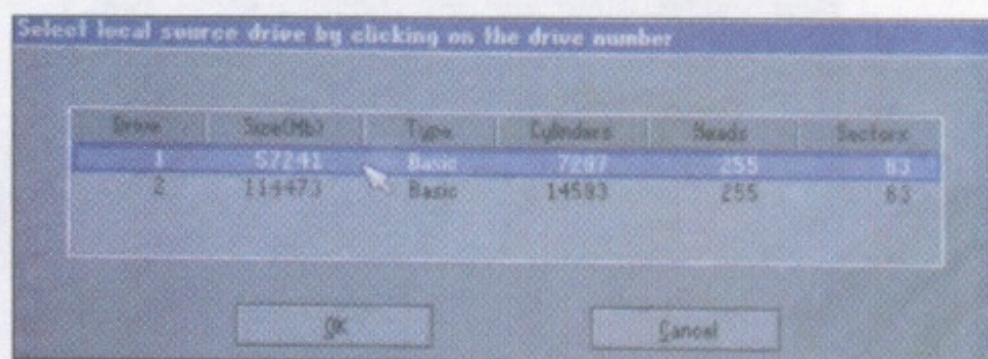 Select local source drive by clicking on the drive number
Drive Size(Mb) Type Cylinders Heads Sectors
1 57241 Basic 7297 255 63
2 114473 Basic 14593 255 63
OK Cancel